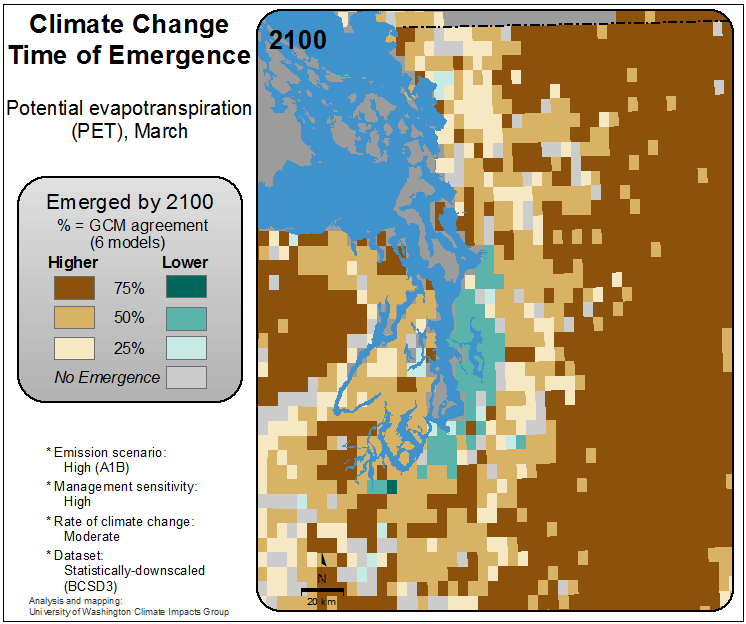 Climate Change
Time of Emergence
Potential evapotranspiration
(PET), March
Emerged by 2100
% = GCM agreement
(6 models)
Higher Lower
75%
50%
25%
No Emergence
* Emission scenario:
High (A1B)
* Management sensitivity:
High
* Rate of climate change:
Moderate
* Dataset:
Statistically-downscaled
(BCSD3)
Analysis and mapping:
University of Washington Climate Impacts Group
2100
N
20 km